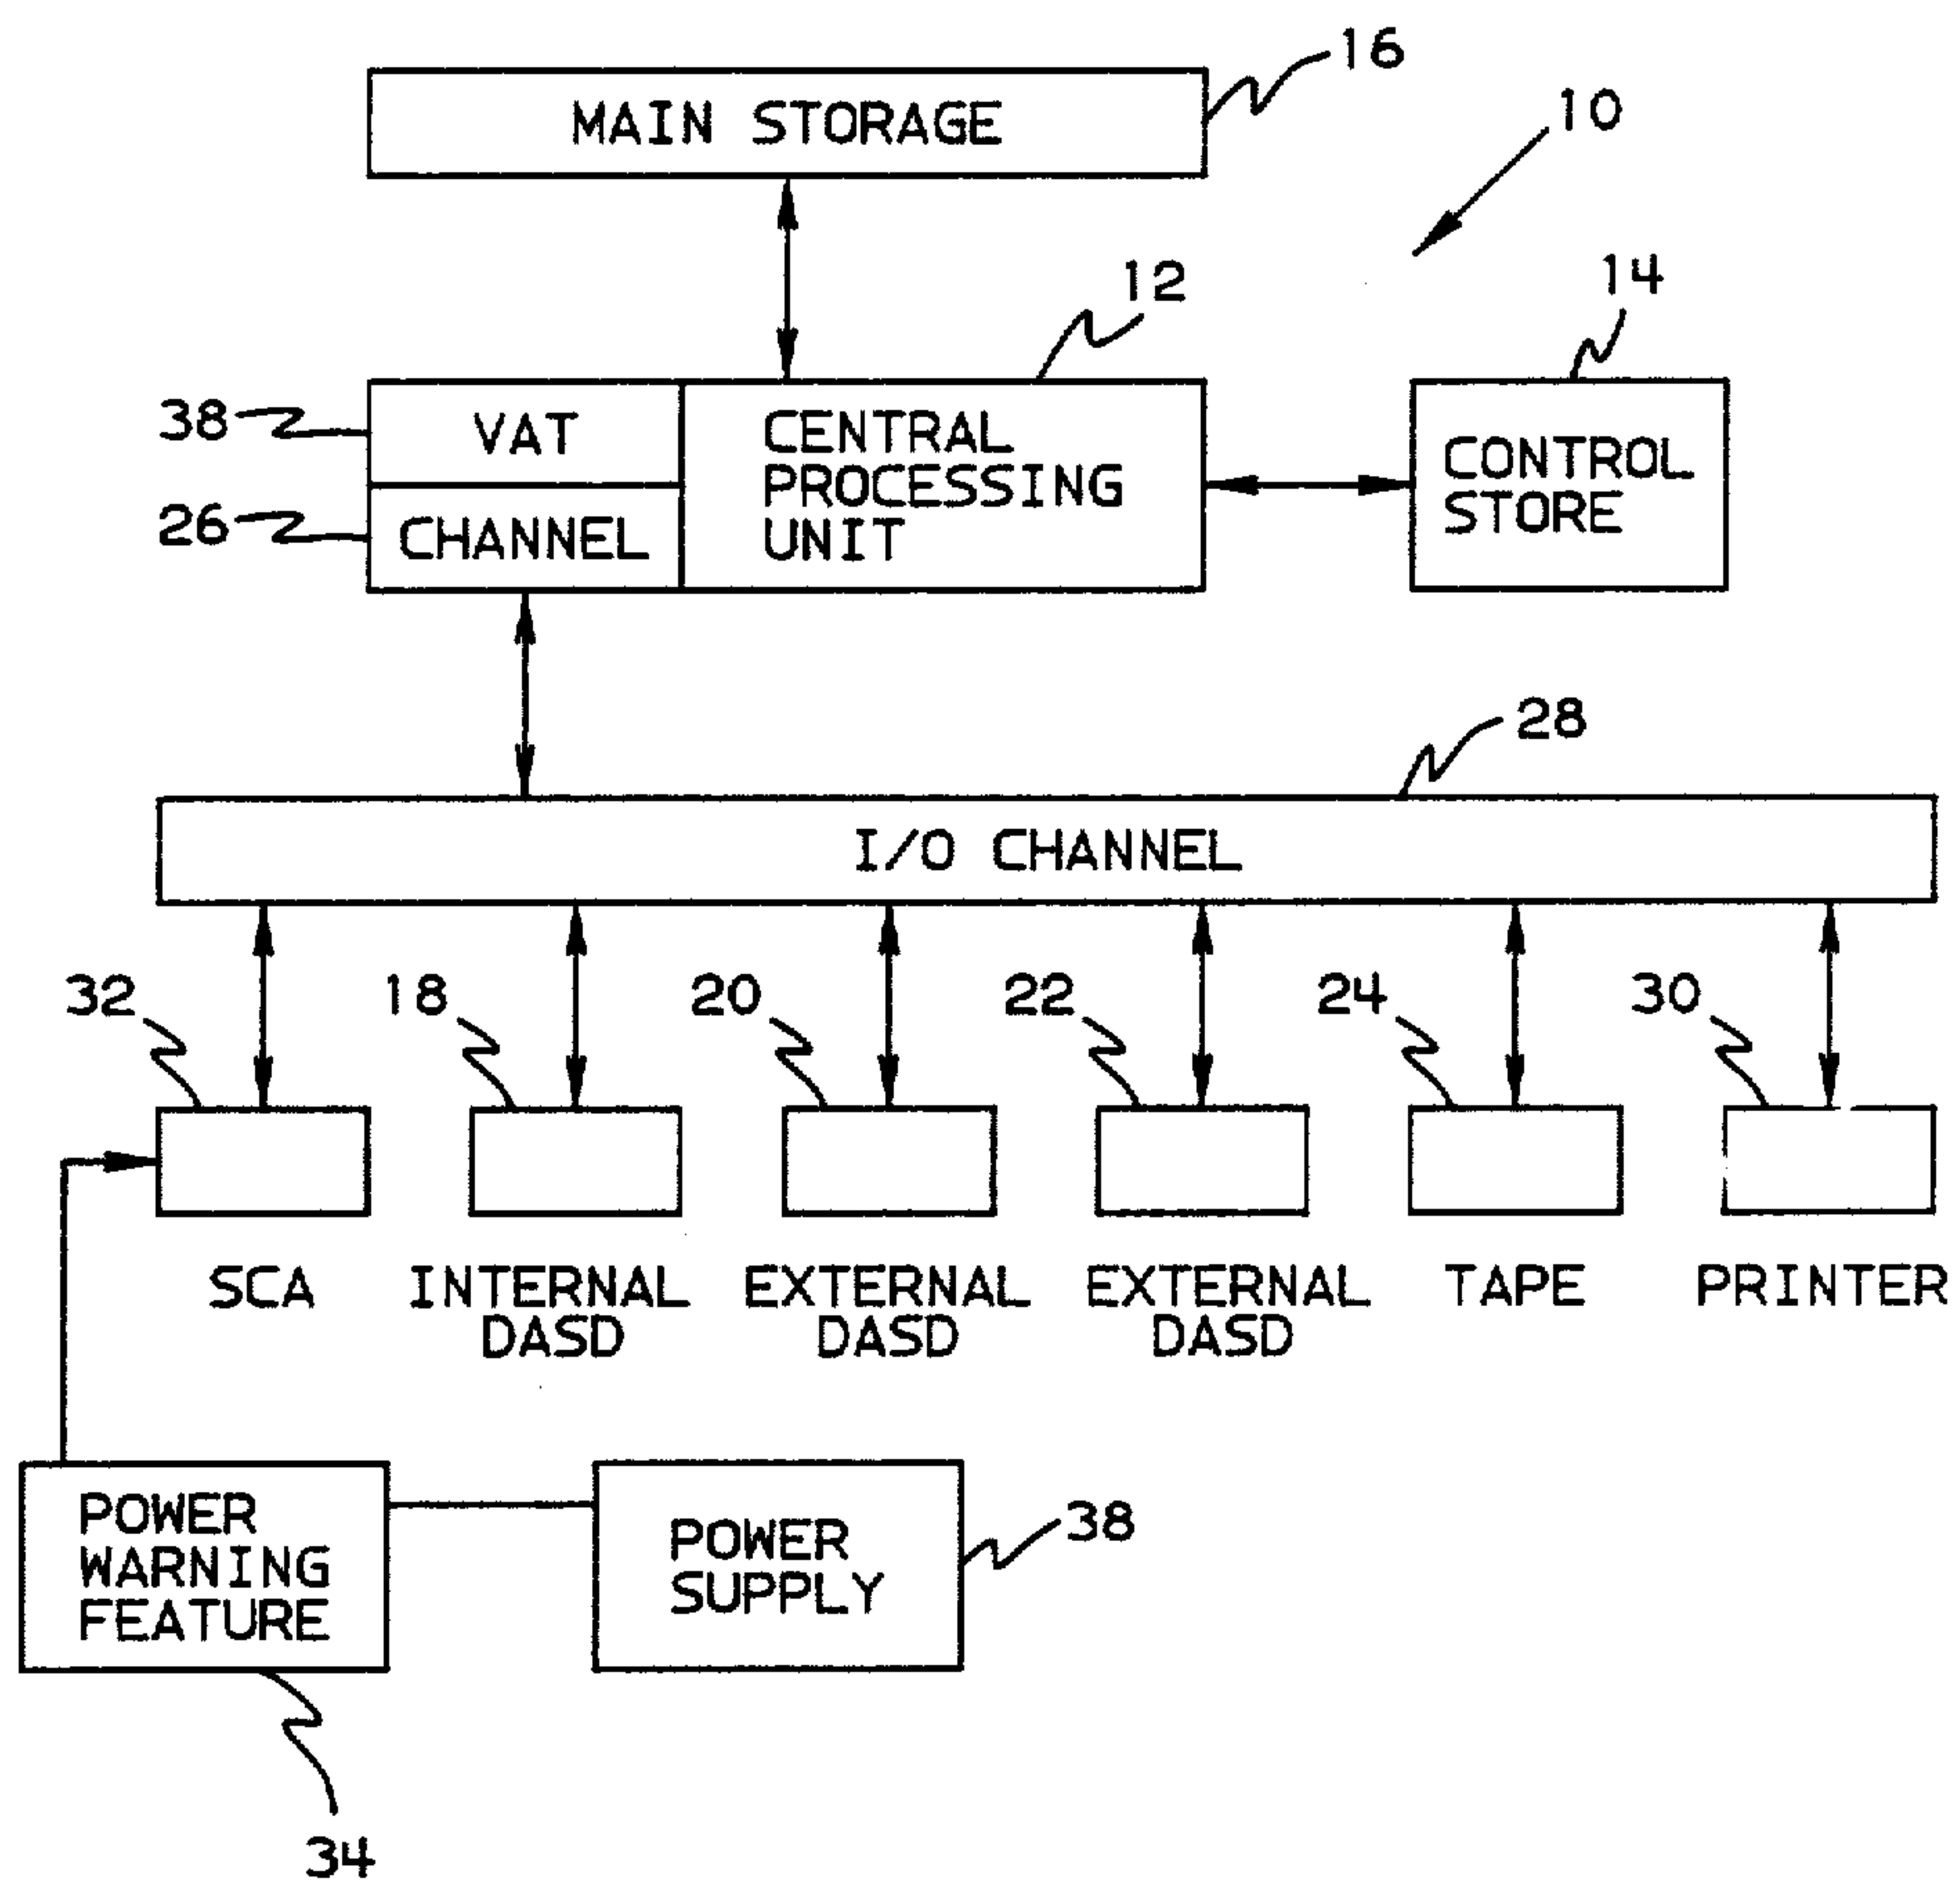 16
MAIN STORAGE
10
12
14
38
VAT
CENTRAL
PROCESSING
UNIT
26
CHANNEL
CONTROL
STORE
28
I/O CHANNEL
32
18
20
22
24
30
SCA
INTERNAL
DASD
EXTERNAL
DASD
EXTERNAL
DASD
TAPE
PRINTER
POWER
WARNING
FEATURE
POWER
SUPPLY
38
34